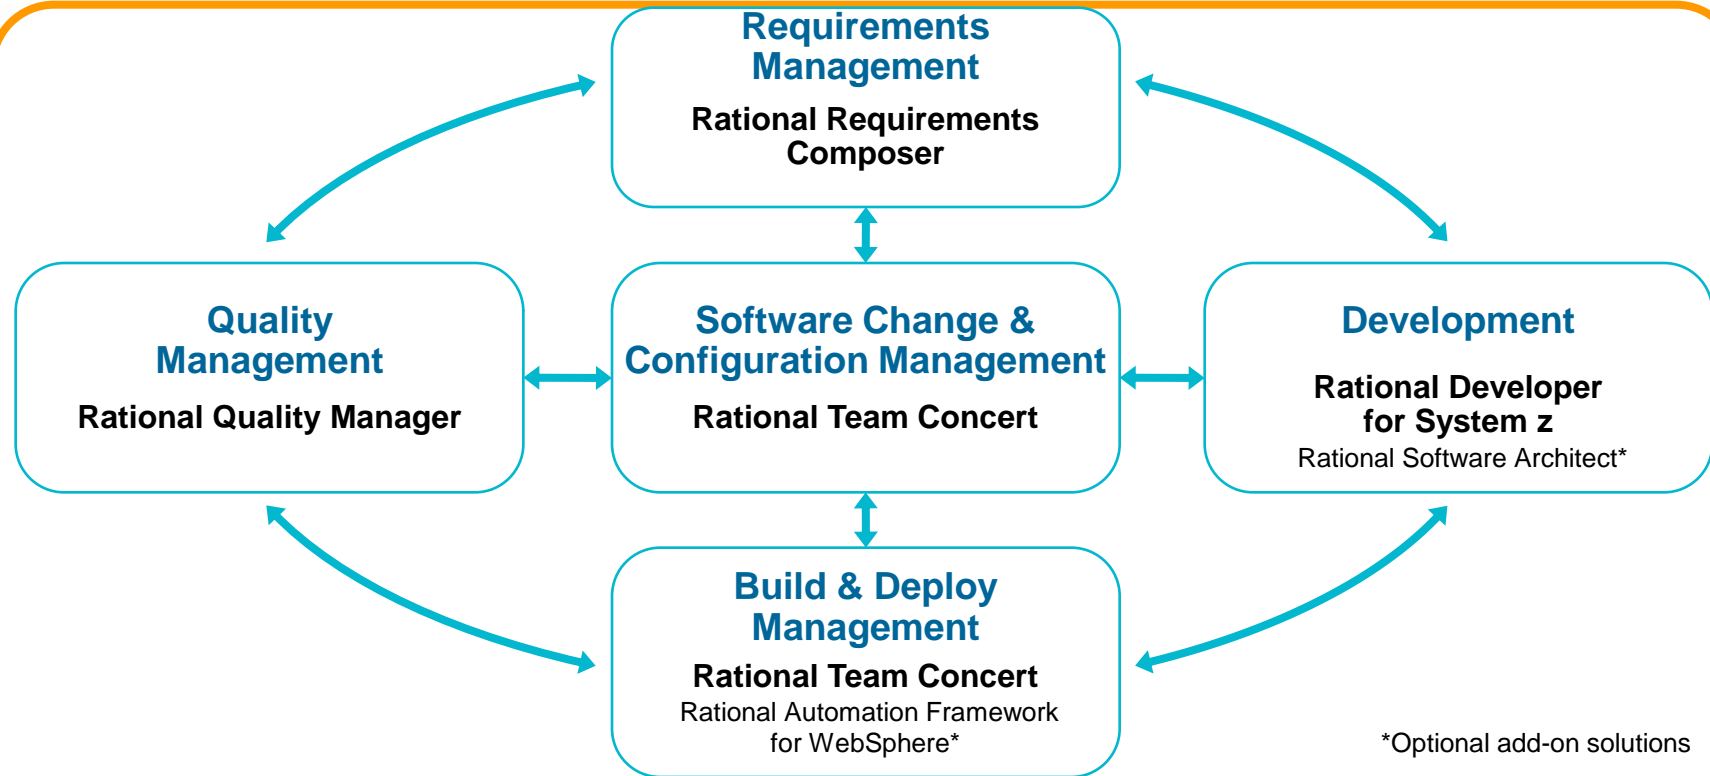 Requirements
Management
Rational Requirements
Composer
Quality
Management
Rational Quality Manager
Software Change &
Configuration Management
Rational Team Concert
Development
Rational Developer
for System z
Rational Software Architect*
Build & Deploy
Management
Rational Team Concert
Rational Automation Framework
for WebSphere*
*Optional add-on solutions